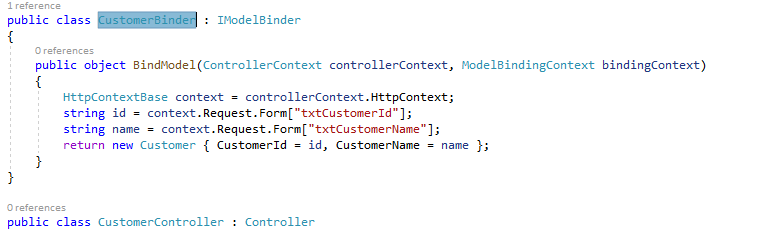 1 reference
public class CustomerBinder : IModelBinder
{
0 references
public object BindModel(ControllerContext controllerContext, ModelBindingContext bindingContext)
{
HttpContextBase context = controllerContext.HttpContext;
string id = context.Request.Form["txtCustomerId"];
string name = context.Request.Form["txtCustomerName"];
return new Customer { CustomerId = id, CustomerName = name };
}
}
0 references
public class CustomerController : Controller